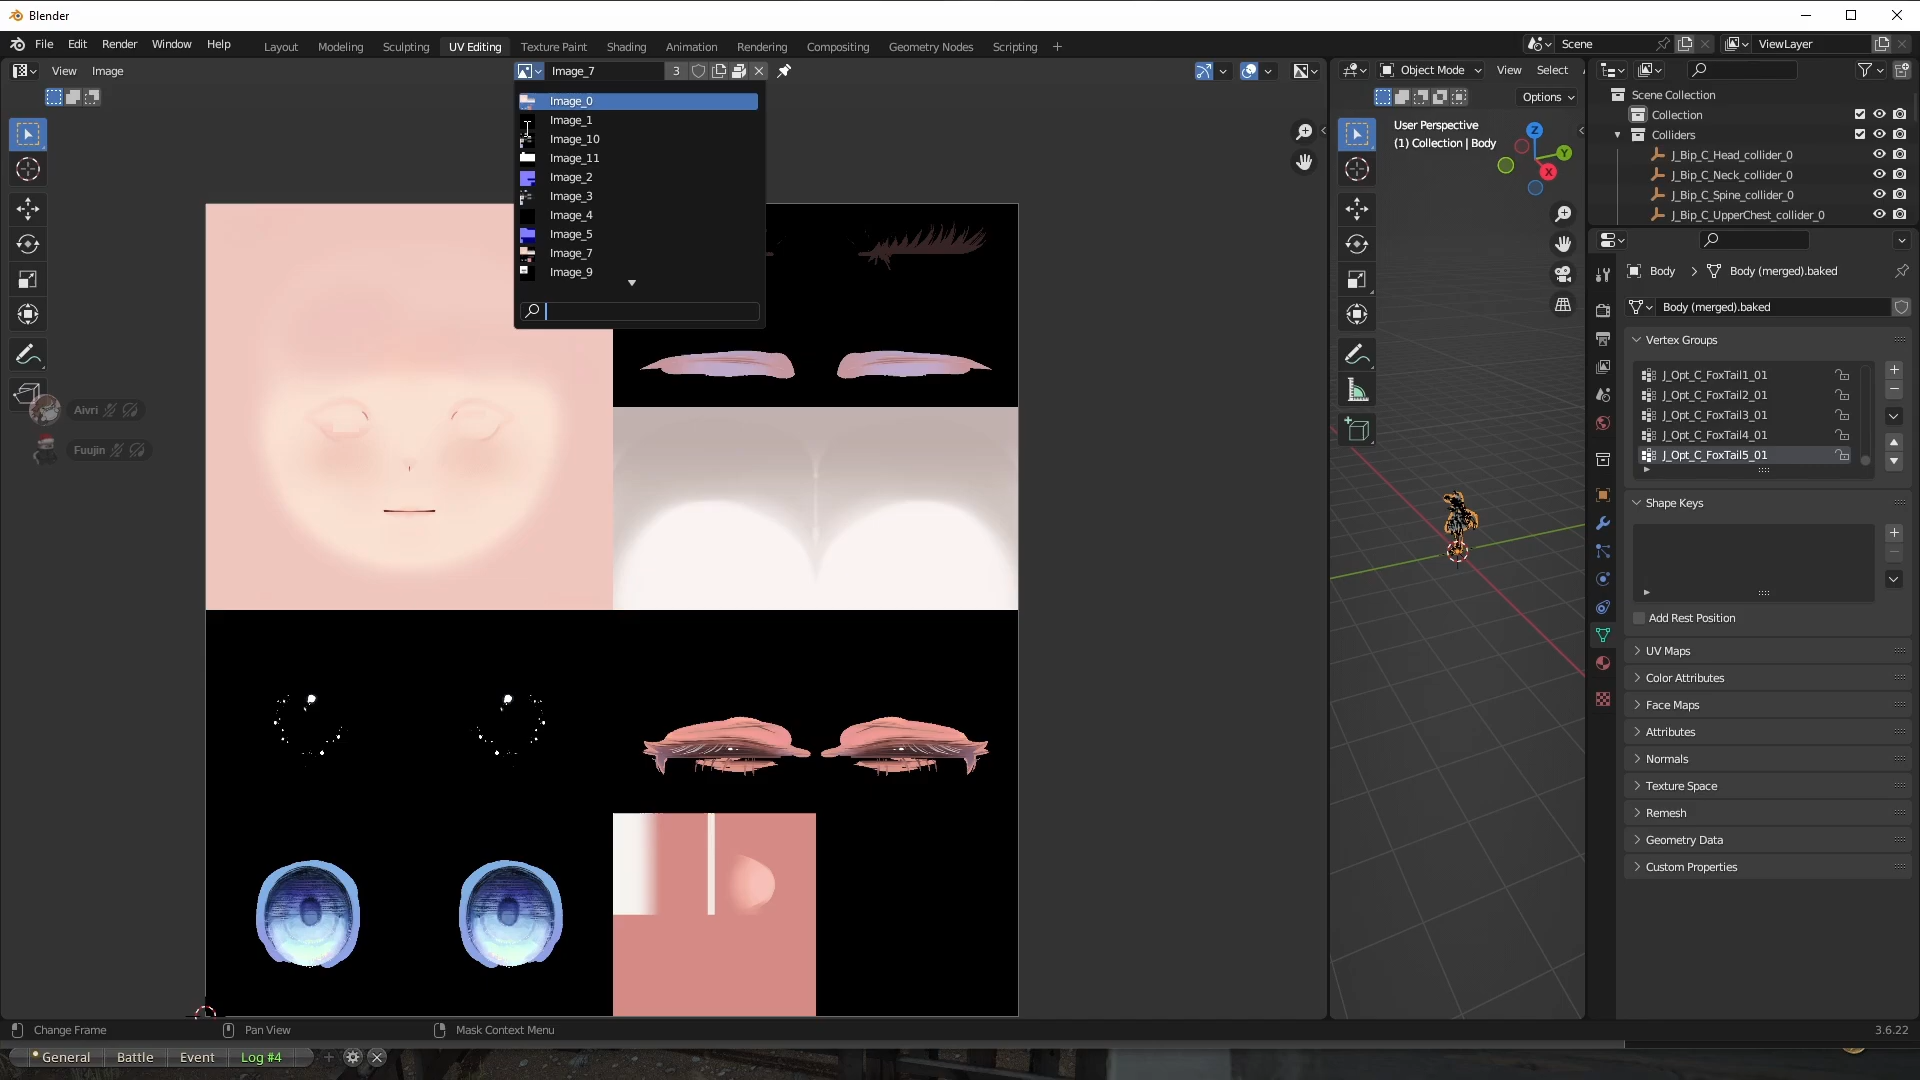 Blender
File Edit Render Window Help
Layout Modeling Sculpting UV Editing Texture Paint Shading Animation Rendering Compositing Geometry Nodes Scripting +
Scene
ViewLayer
View Image
Image_7 3
Object Mode View Select
Options
Image_0
Image_1
Image_10
Image_11
Image_2
Image_3
Image_4
Image_5
Image_7
Image_9
User Perspective
(1) Collection | Body
Z
Y
X
Scene Collection
Collection
Colliders
J_Bip_C_Head_collider_0
J_Bip_C_Neck_collider_0
J_Bip_C_Spine_collider_0
J_Bip_C_UpperChest_collider_0
Body > Body (merged).baked
Body (merged).baked
Vertex Groups
J_Opt_C_FoxTail1_01
J_Opt_C_FoxTail2_01
J_Opt_C_FoxTail3_01
J_Opt_C_FoxTail4_01
J_Opt_C_FoxTail5_01
Shape Keys
Add Rest Position
UV Maps
Color Attributes
Face Maps
Attributes
Normals
Texture Space
Remesh
Geometry Data
Custom Properties
Aivri
Fuujin
Change Frame Pan View Mask Context Menu 3.6.22
General Battle Event Log #4 +